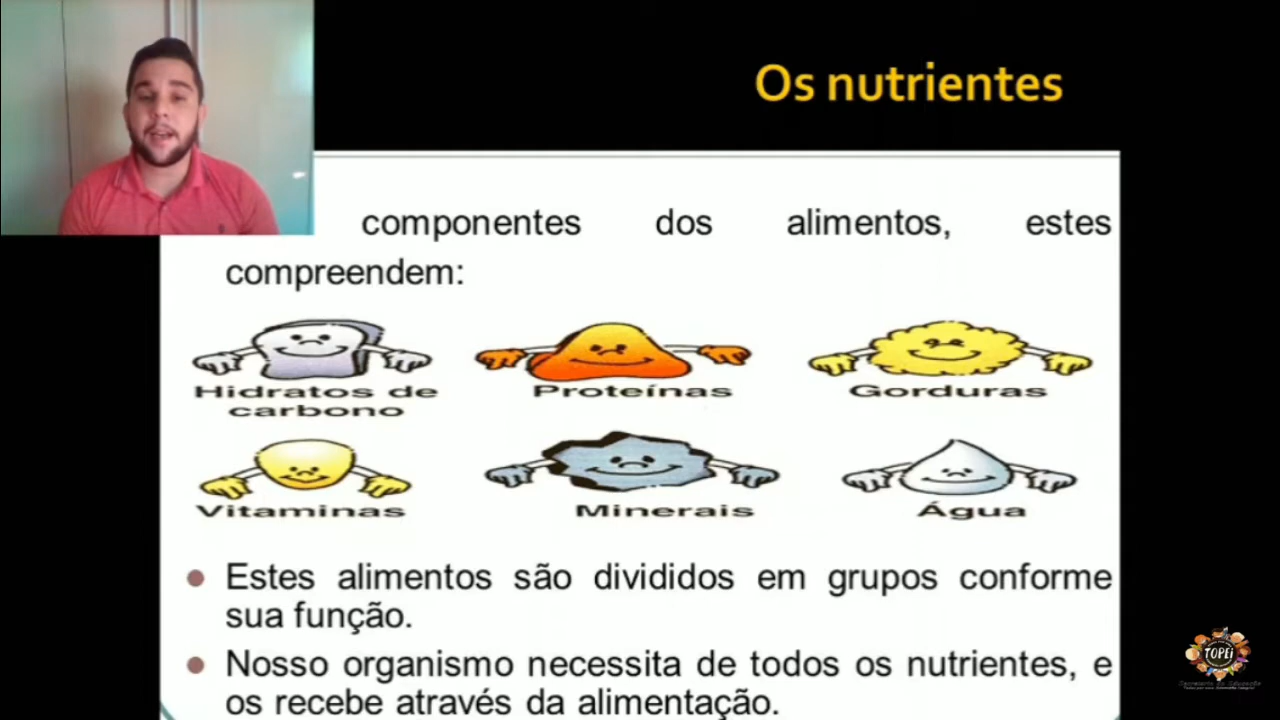 Os nutrientes
componentes dos alimentos, estes
compreendem:
Hidratos de
carbono
Proteínas
Gorduras
Vitaminas
Minerais
Água
Estes alimentos são divididos em grupos conforme
sua função.
Nosso organismo necessita de todos os nutrientes, e
os recebe através da alimentação.
TOPEI